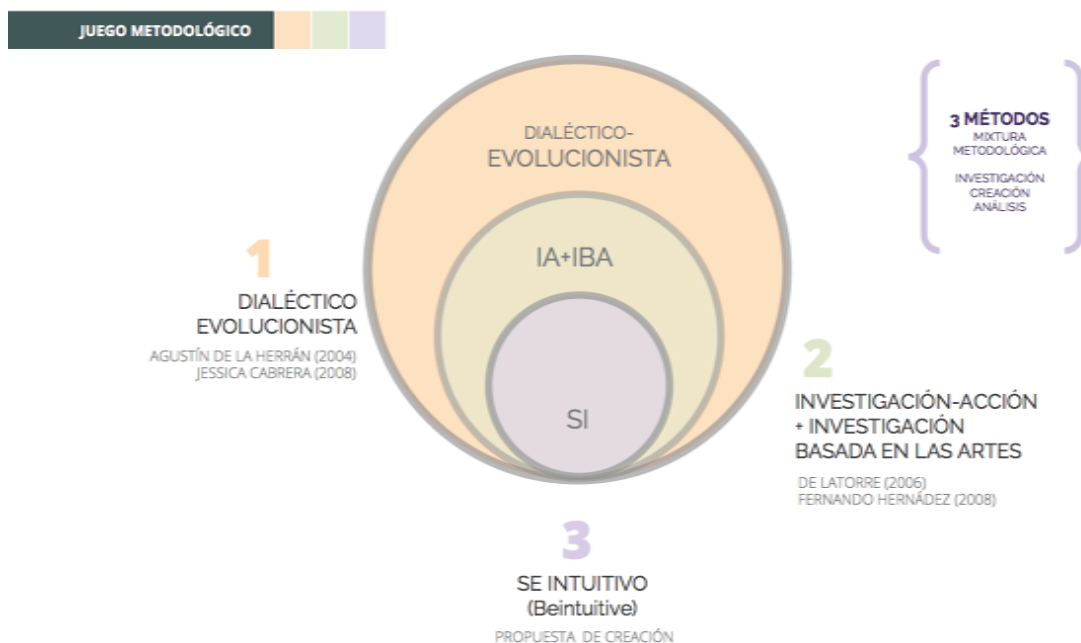 JUEGO METODOLÓGICO
DIALÉCTICO-
EVOLUCIONISTA
IA+IBA
SI
3 MÉTODOS
MIXTURA
METODOLÓGICA
INVESTIGACIÓN
CREACIÓN
ANÁLISIS
1
DIALÉCTICO
EVOLUCIONISTA
AGUSTÍN DE LA HERRÁN (2004)
JESSICA CABRERA (2008)
2
INVESTIGACIÓN-ACCIÓN
+ INVESTIGACIÓN
BASADA EN LAS ARTES
DE LATORRE (2006)
FERNANDO HERNÁDEZ (2008)
3
SE INTUITIVO
(Beintuitive)
PROPUESTA DE CREACIÓN